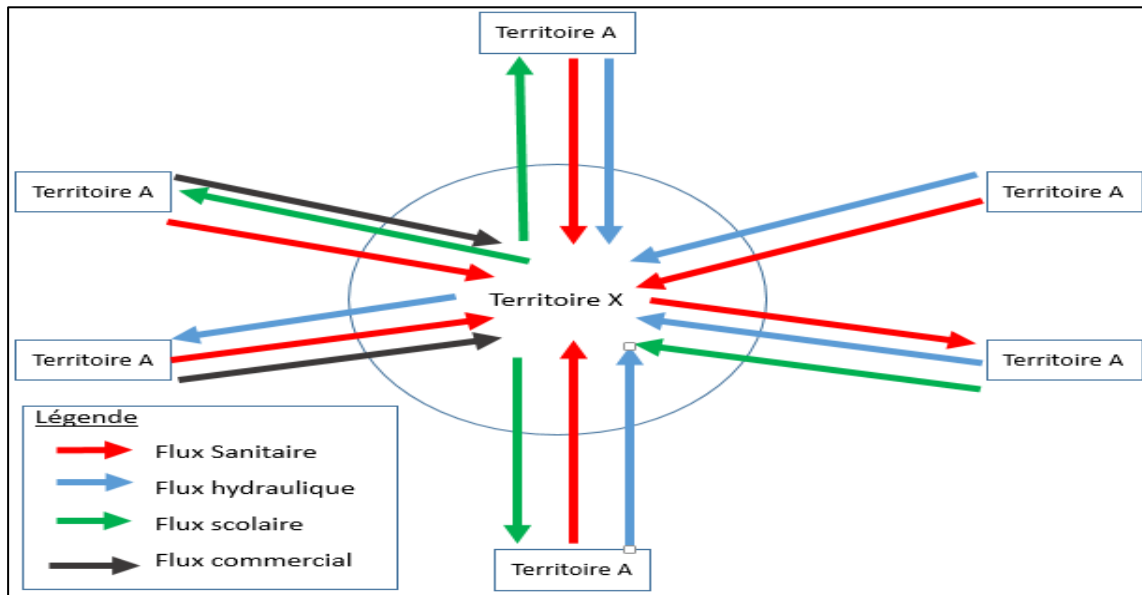 Territoire A
Territoire A
Territoire A
Territoire X
Territoire A
Territoire A
Légende
Flux Sanitaire
Flux hydraulique
Flux scolaire
Flux commercial
Territoire A